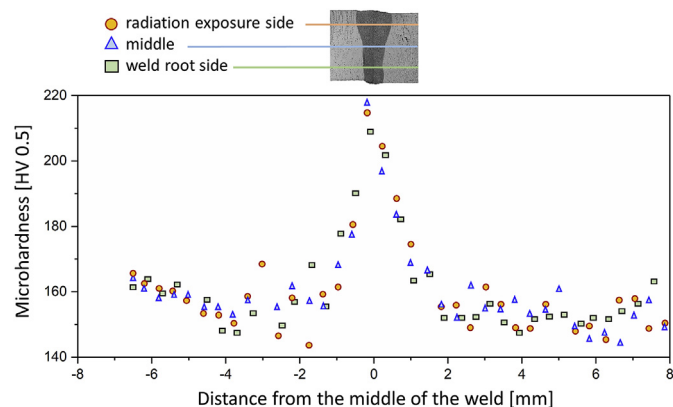 radiation exposure side
middle
weld root side
220
200
180
160
140
Microhardness [HV 0.5]
-8
-6
-4
-2
0
2
4
6
8
Distance from the middle of the weld [mm]